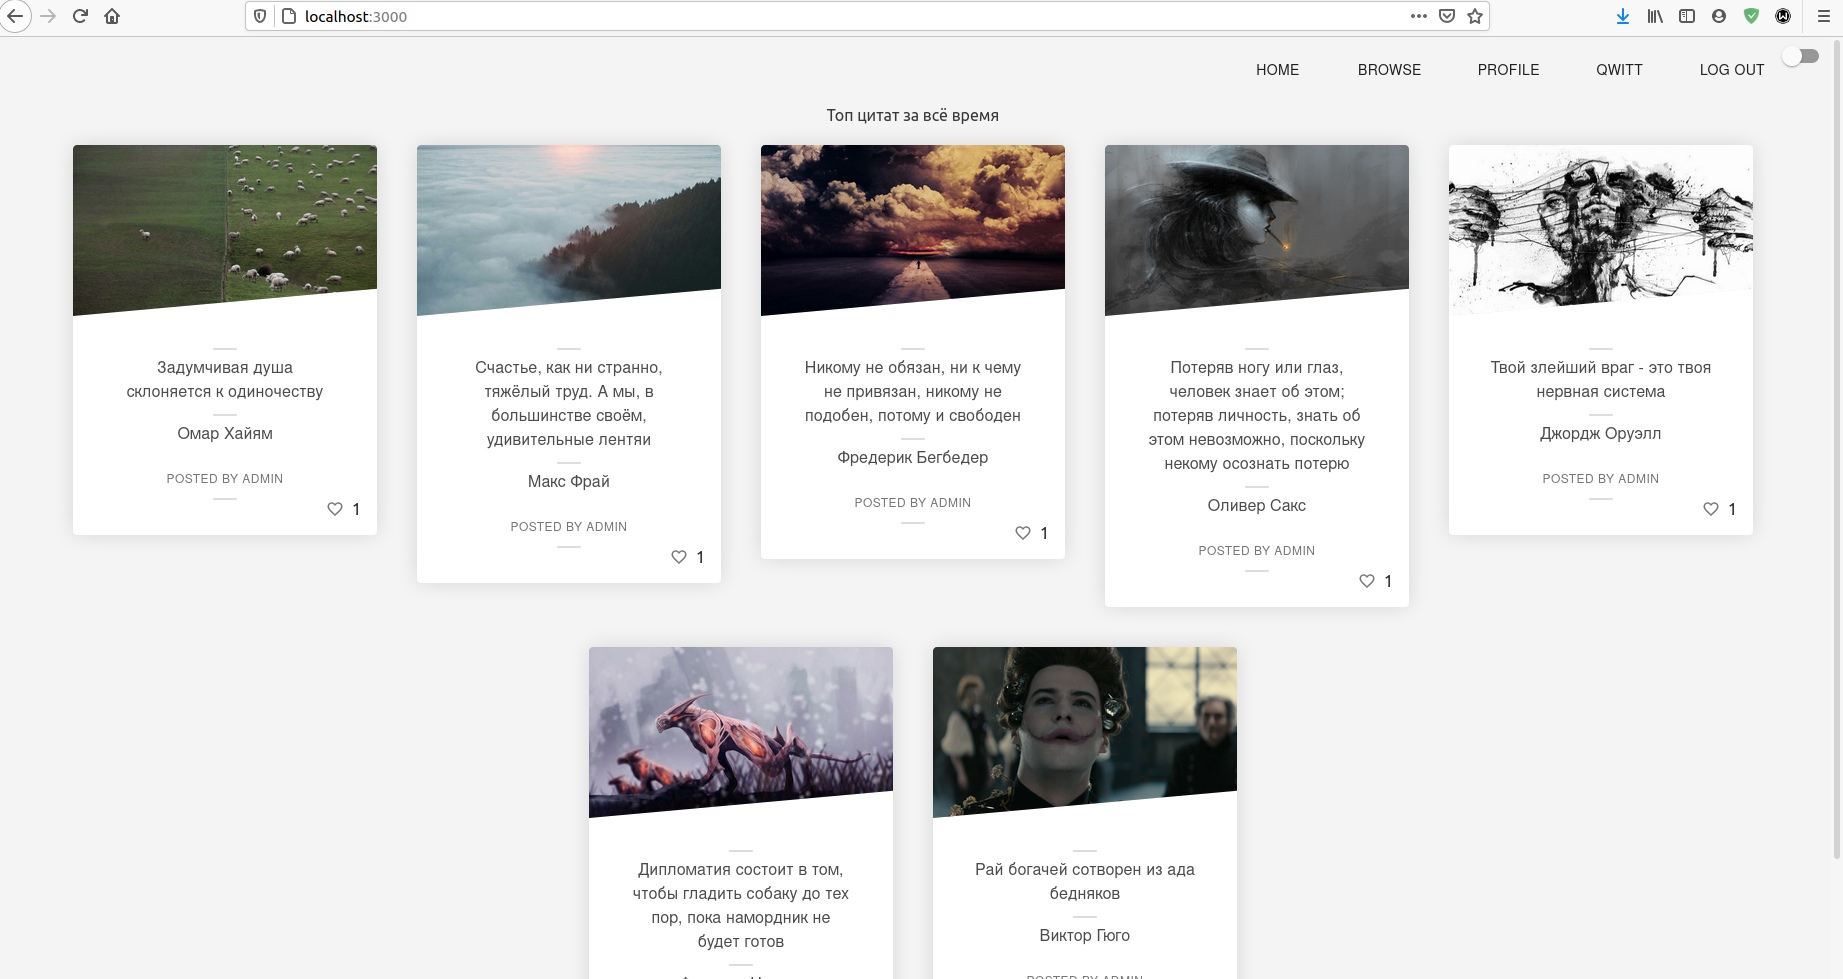 localhost:3000
HOME BROWSE PROFILE QWITT LOG OUT
Топ цитат за всё время
Задумчивая душа
склоняется к одиночеству
Омар Хайям
POSTED BY ADMIN
1
Счастье, как ни странно,
тяжёлый труд. А мы, в
большинстве своём,
удивительные лентяи
Макс Фрай
POSTED BY ADMIN
1
Никому не обязан, ни к чему
не привязан, никому не
подобен, потому и свободен
Фредерик Бегбедер
POSTED BY ADMIN
1
Потеряв ногу или глаз,
человек знает об этом;
потеряв личность, знать об
этом невозможно, поскольку
некому осознать потерю
Оливер Сакс
POSTED BY ADMIN
1
Твой злейший враг - это твоя
нервная система
Джордж Оруэлл
POSTED BY ADMIN
1
Дипломатия состоит в том,
чтобы гладить собаку до тех
пор, пока намордник не
будет готов
Рай богачей сотворен из ада
бедняков
Виктор Гюго
POSTED BY ADMIN